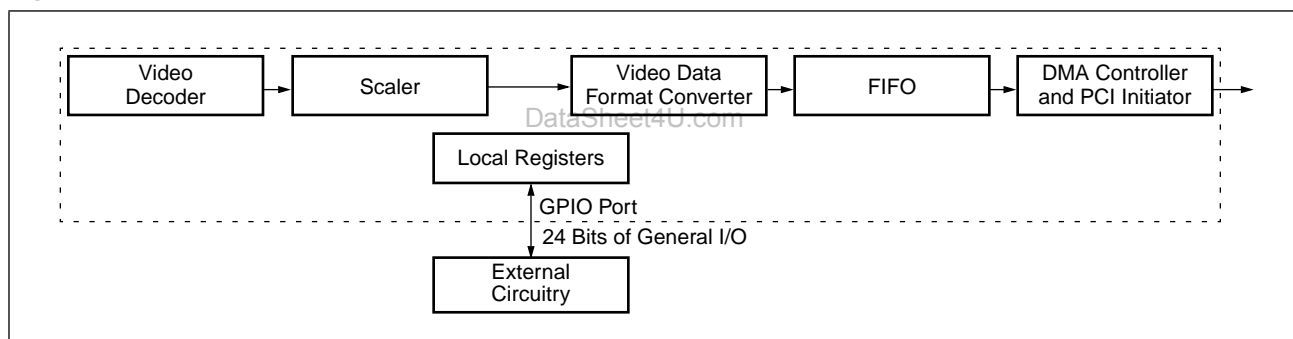 Video
Decoder
Scaler
Video Data
Format Converter
FIFO
DMA Controller
and PCI Initiator
DataSheet4U.com
Local Registers
GPIO Port
24 Bits of General I/O
External
Circuitry